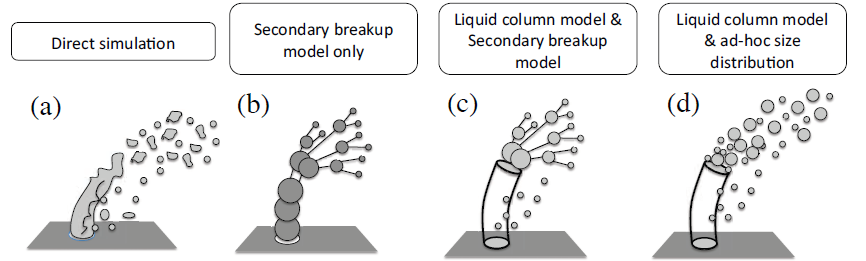 Direct simulation
Secondary breakup
model only
Liquid column model &
Secondary breakup
model
Liquid column model
& ad-hoc size
distribution
(a)
(b)
(c)
(d)